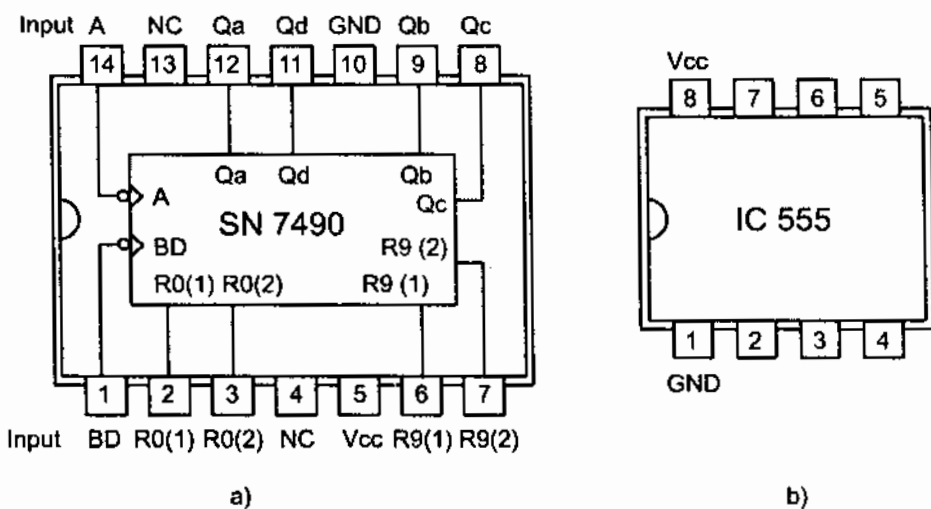 Input A NC Qa Qd GND Qb Qc
14 13 12 11 10 9 8
Qa Qd Qb
A Qc
SN 7490
BD R9 (2)
R0(1) R0(2) R9 (1)
1 2 3 4 5 6 7
Input BD R0(1) R0(2) NC Vcc R9(1) R9(2)
a)
Vcc
8 7 6 5
IC 555
1 2 3 4
GND
b)